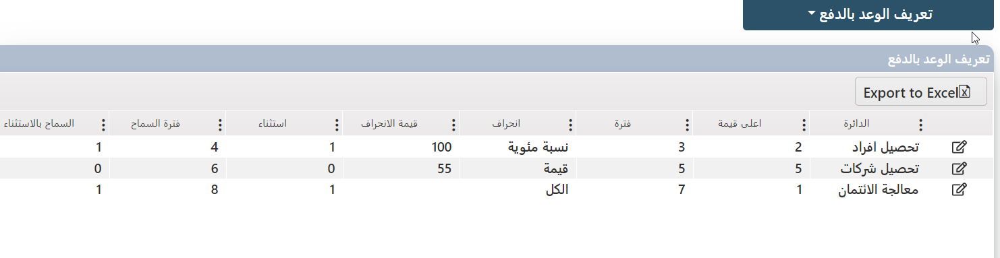 تعريف الوعد بالدفع
تعريف الوعد بالدفع
Export to Excel
الدائرة اعلى قيمة فترة انحراف قيمة الانحراف استثناء فترة السماح السماح بالاستثناء
تحصيل افراد 2 3 نسبة مئوية 100 1 4 1
تحصيل شركات 5 5 قيمة 55 0 6 0
معالجة الائتمان 1 7 الكل 1 8 1